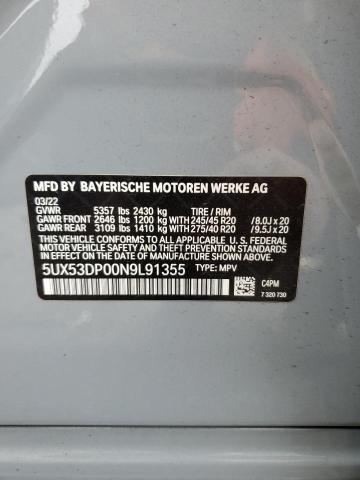 MFD BY BAYERISCHE MOTOREN WERKE AG
03/22
GVWR 5357 lbs 2430 kg TIRE / RIM
GAWR FRONT 2646 lbs 1200 kg WITH 245/45 R20 / 8.0J x 20
GAWR REAR 3109 lbs 1410 kg WITH 275/40 R20 / 9.5J x 20
THIS VEHICLE CONFORMS TO ALL APPLICABLE FEDERAL MOTOR
VEHICLE SAFETY, BUMPER, AND THEFT PREVENTION STANDARDS
IN EFFECT ON THE DATE OF MANUFACTURE SHOWN ABOVE.
5UX53DP00N9L91355 TYPE: MPV
C4PM
7 320 730